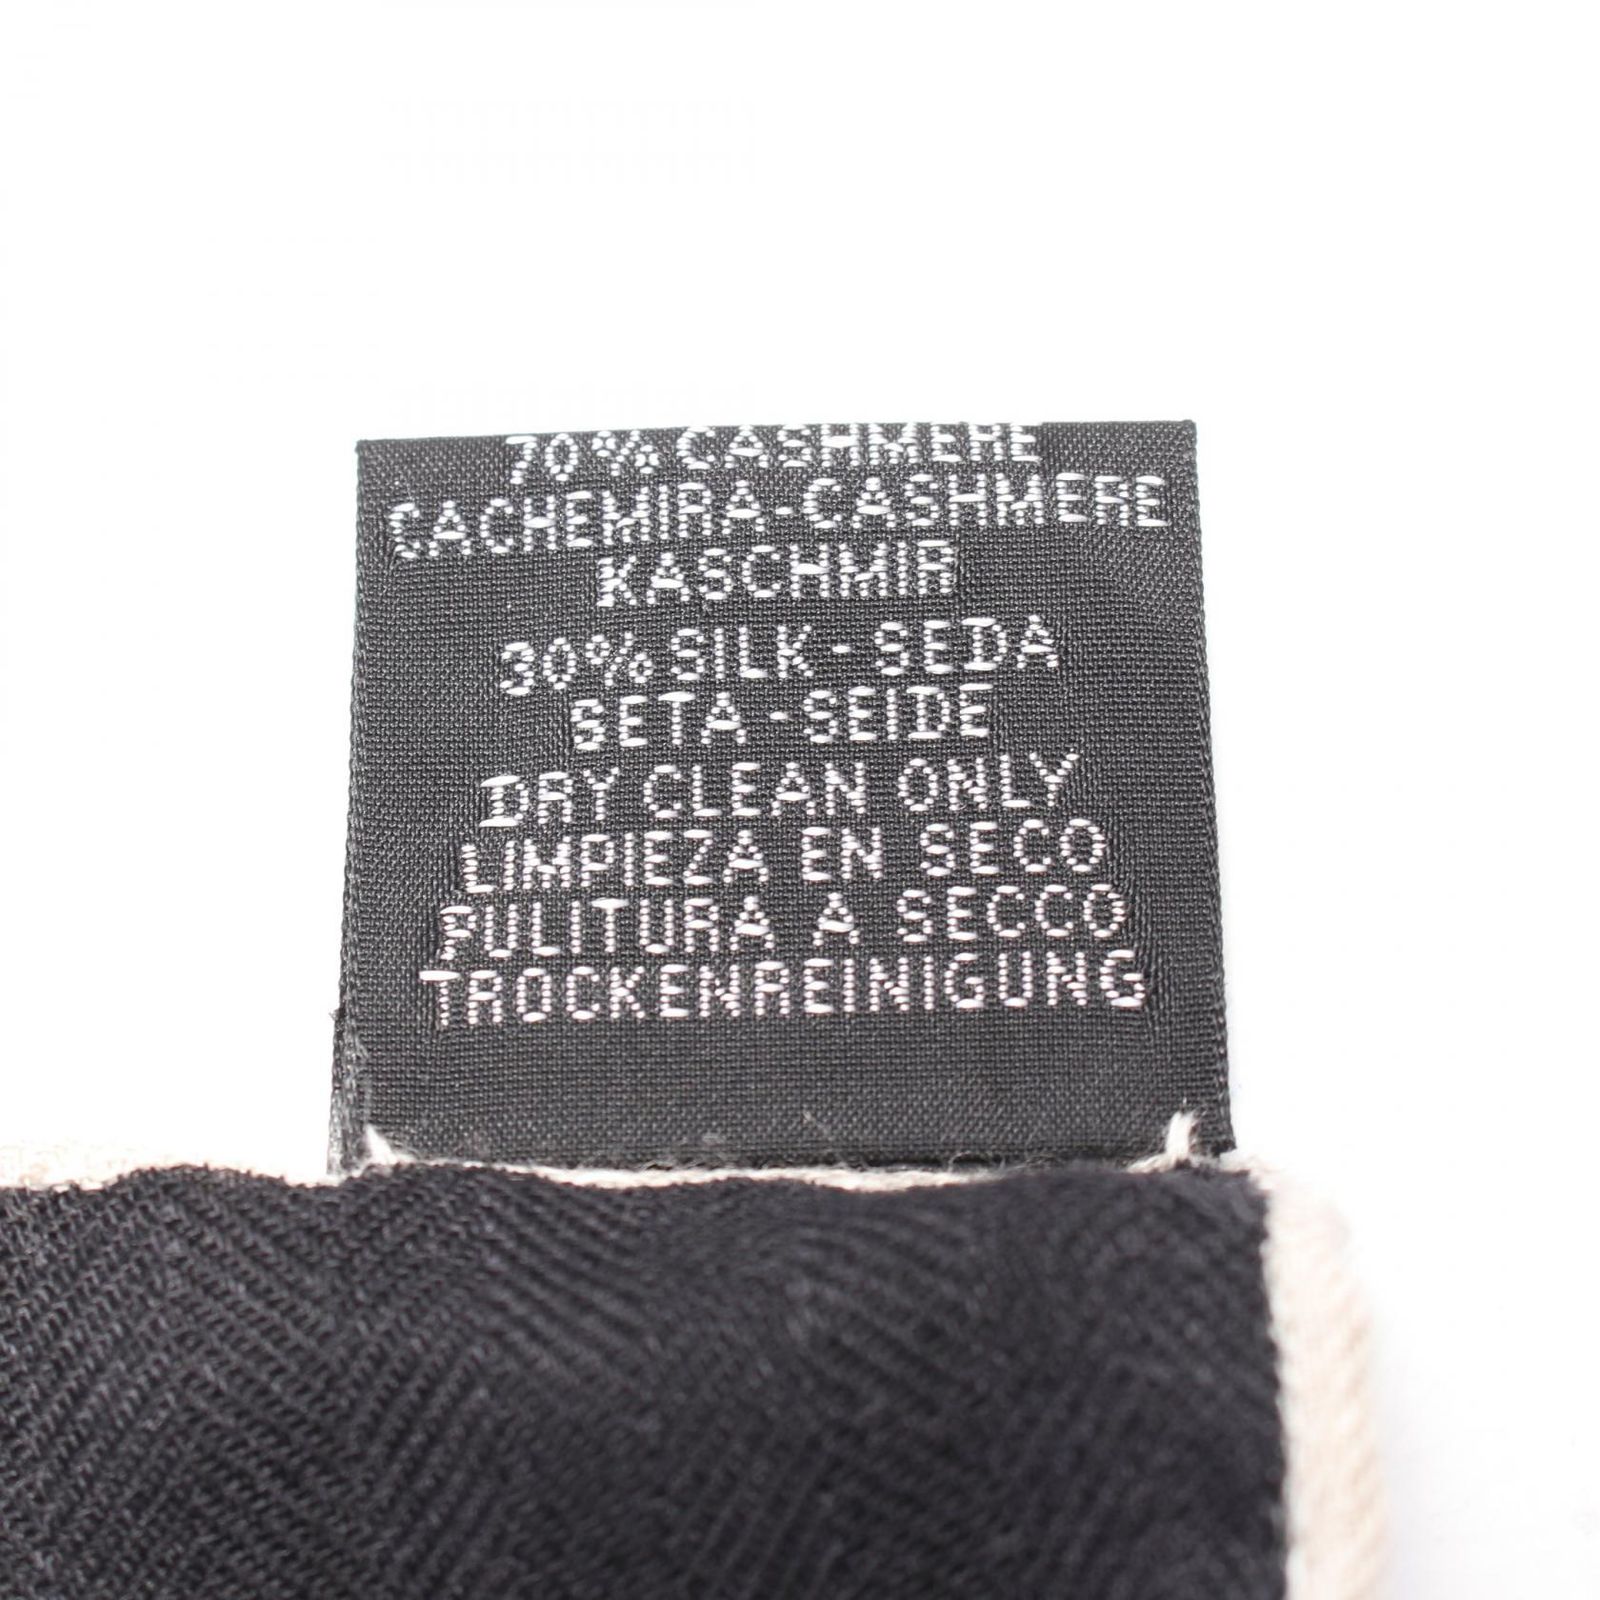 70% CASHMERE
CACHEMIRA-CASHMERE
KASCHMIR
30% SILK - SEDA
SETA - SEIDE
DRY CLEAN ONLY
LIMPIEZA EN SECO
PULITURA A SECCO
TROCKENREINIGUNG